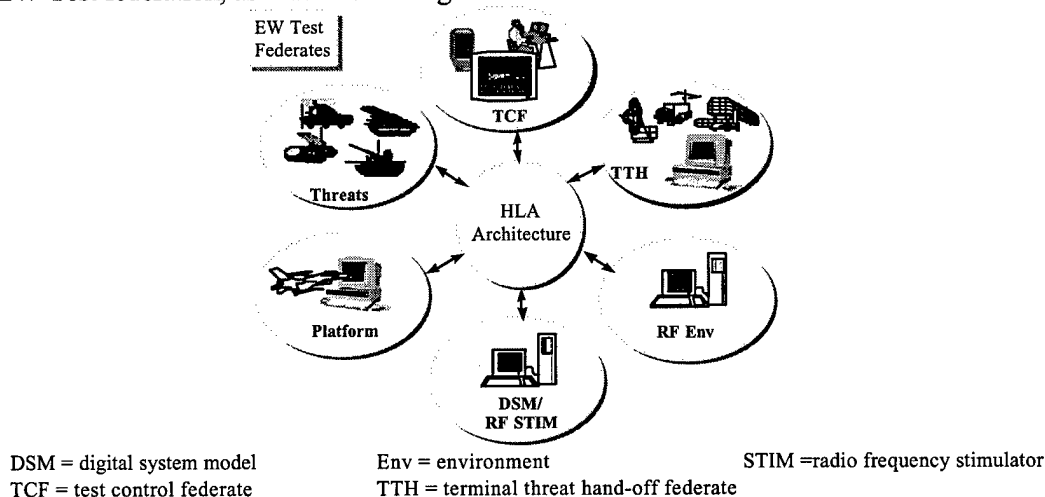 EW Test
Federates
TCF
Threats
TTH
HLA
Architecture
Platform
RF Env
DSM/
RF STIM
DSM = digital system model
Env = environment
STIM =radio frequency stimulator
TCF = test control federate
TTH = terminal threat hand-off federate